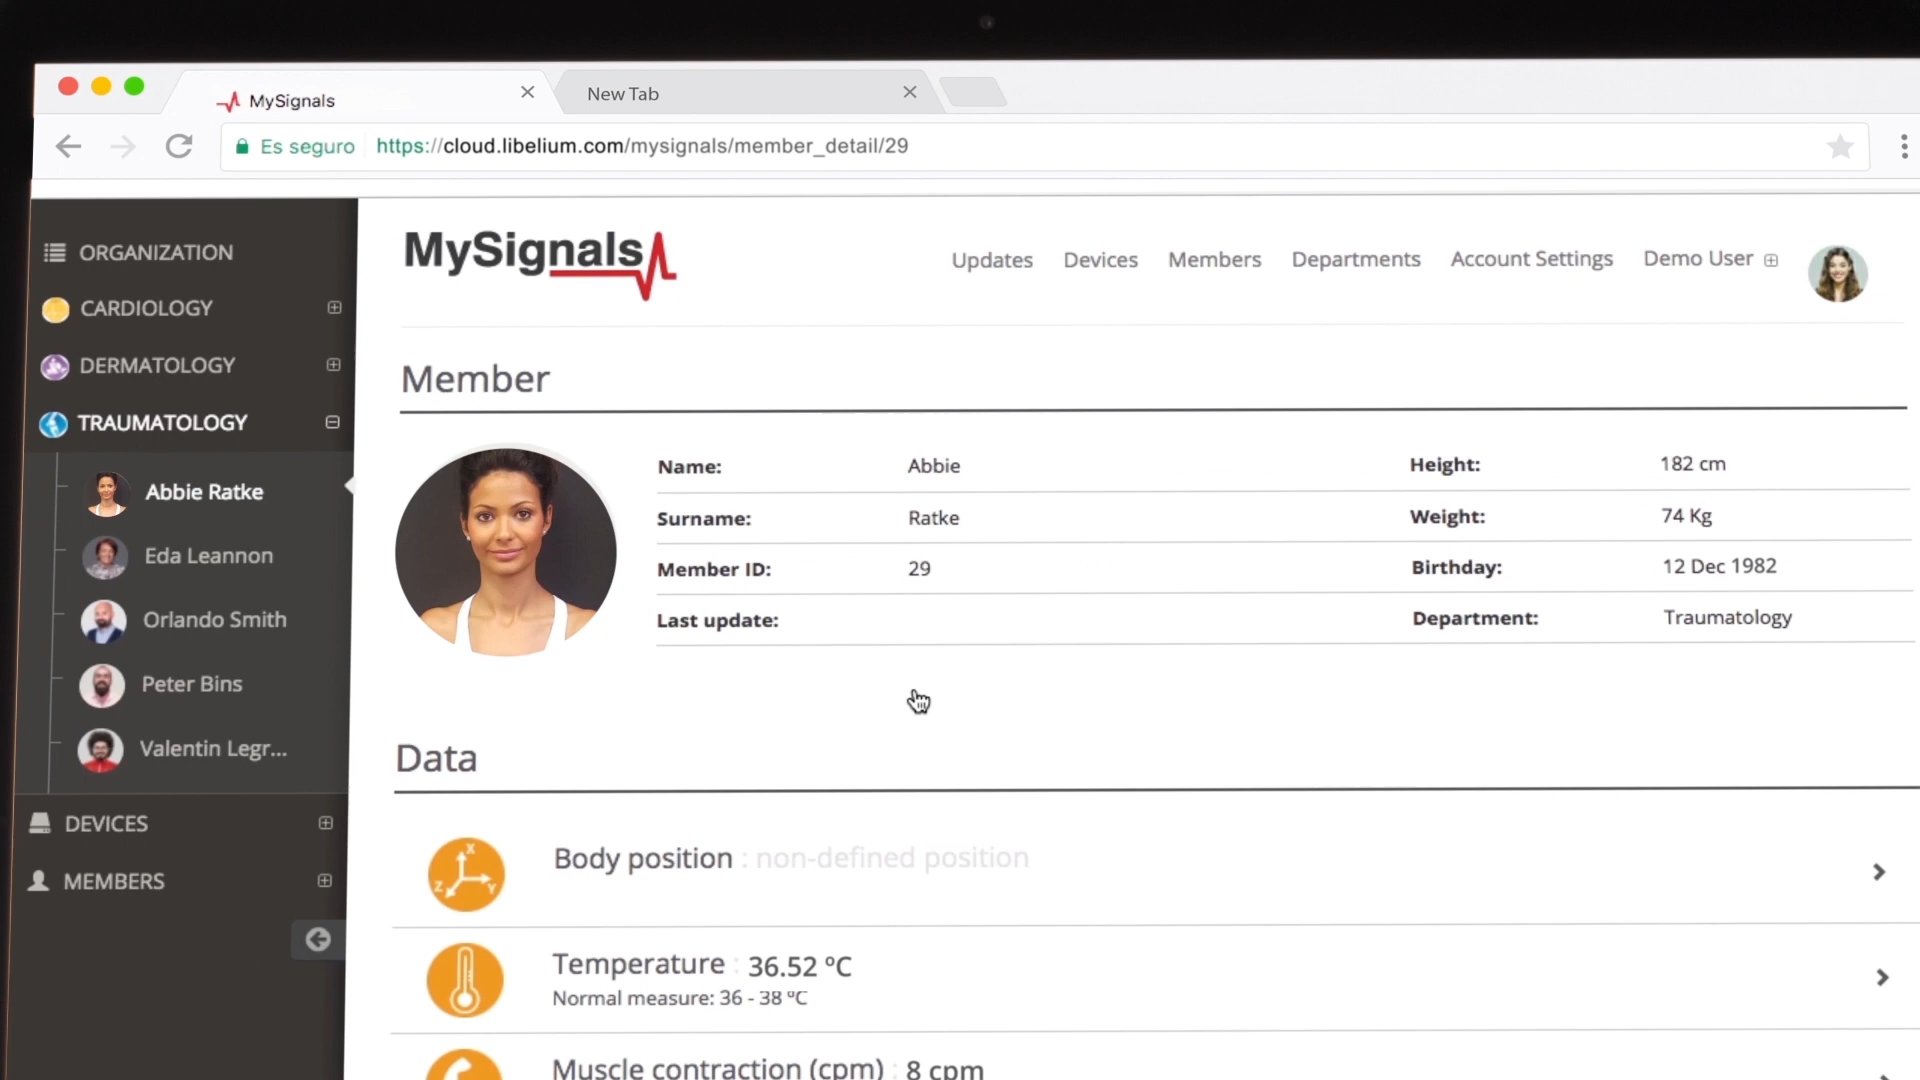 MySignals
New Tab
Es seguro https://cloud.libelium.com/mysignals/member_detail/29
ORGANIZATION
CARDIOLOGY
DERMATOLOGY
TRAUMATOLOGY
Abbie Ratke
Eda Leannon
Orlando Smith
Peter Bins
Valentin Legr...
DEVICES
MEMBERS
MySignals
Updates Devices Members Departments Account Settings Demo User
Member
Name: Abbie
Surname: Ratke
Member ID: 29
Last update:
Height: 182 cm
Weight: 74 Kg
Birthday: 12 Dec 1982
Department: Traumatology
Data
X
Z Y
Body position : non-defined position
Temperature : 36.52 ºC
Normal measure: 36 - 38 ºC
Muscle contraction (cpm) : 8 cpm